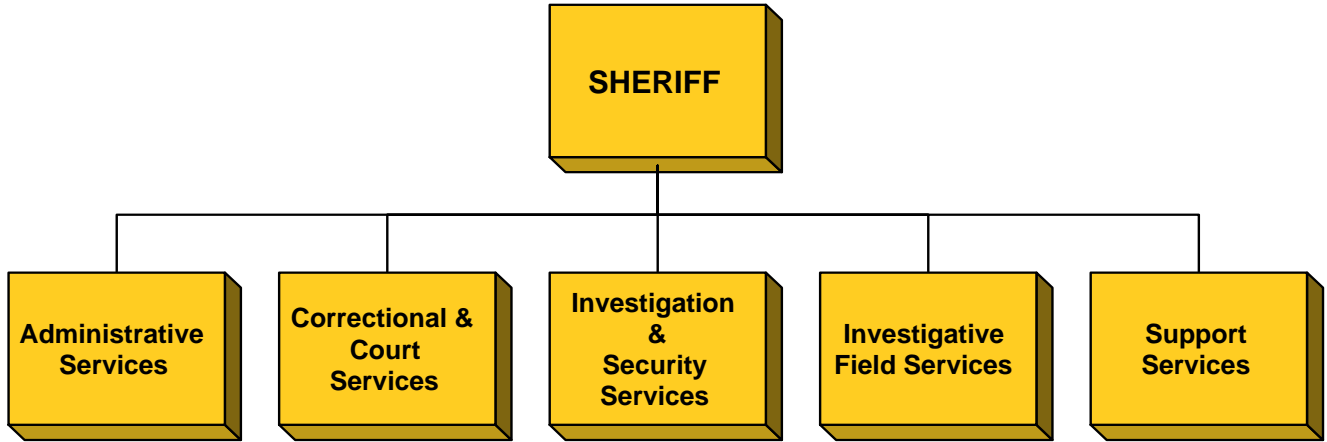 SHERIFF
Administrative
Services
Correctional &
Court
Services
Investigation
&
Security
Services
Investigative
Field Services
Support
Services